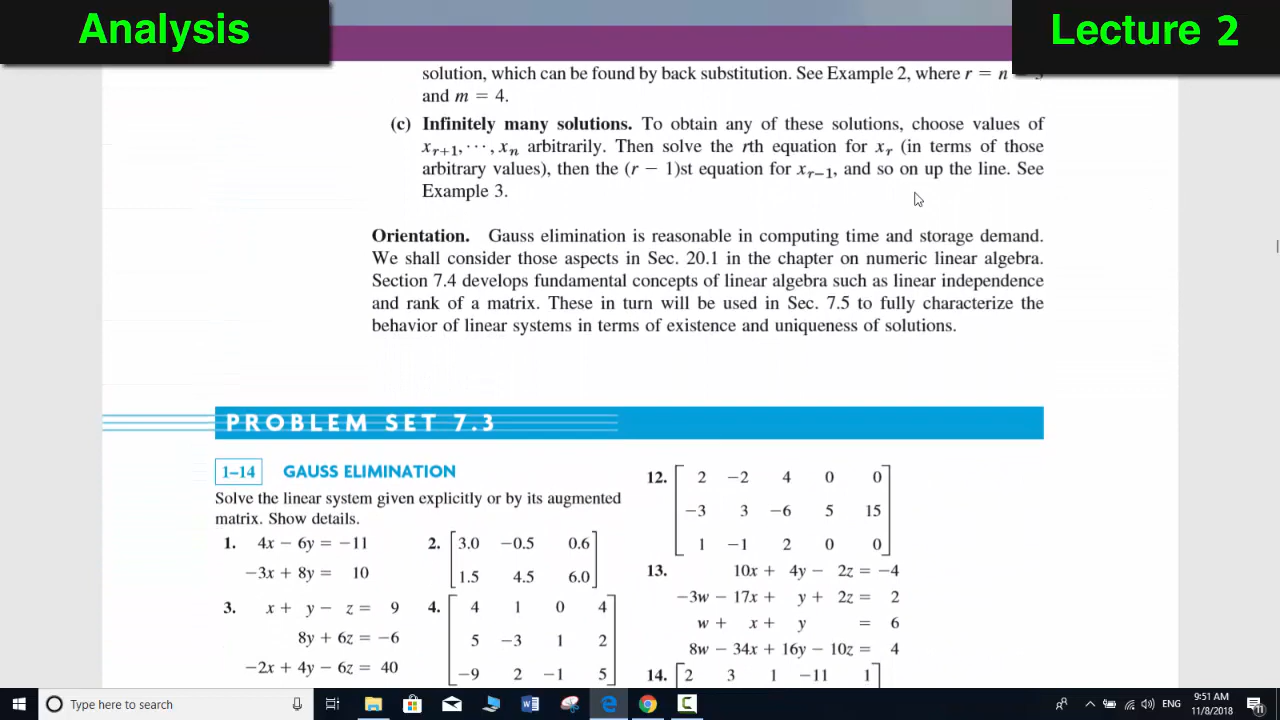 Analysis
Lecture 2
solution, which can be found by back substitution. See Example 2, where r = n
and m = 4.
(c) Infinitely many solutions. To obtain any of these solutions, choose values of
xr+1, ⋯, xn arbitrarily. Then solve the rth equation for xr (in terms of those
arbitrary values), then the (r − 1)st equation for xr−1, and so on up the line. See
Example 3.
Orientation. Gauss elimination is reasonable in computing time and storage demand.
We shall consider those aspects in Sec. 20.1 in the chapter on numeric linear algebra.
Section 7.4 develops fundamental concepts of linear algebra such as linear independence
and rank of a matrix. These in turn will be used in Sec. 7.5 to fully characterize the
behavior of linear systems in terms of existence and uniqueness of solutions.
PROBLEM SET 7.3
1–14 GAUSS ELIMINATION
Solve the linear system given explicitly or by its augmented
matrix. Show details.
1. 4x − 6y = −11
−3x + 8y = 10
2. 3.0 −0.5 0.6
1.5 4.5 6.0
3. x + y − z = 9
8y + 6z = −6
−2x + 4y − 6z = 40
4. 4 1 0 4
5 −3 1 2
−9 2 −1 5
12. 2 −2 4 0 0
−3 3 −6 5 15
1 −1 2 0 0
13. 10x + 4y − 2z = −4
−3w − 17x + y + 2z = 2
w + x + y = 6
8w − 34x + 16y − 10z = 4
14. 2 3 1 −11 1
Type here to search
ENG
9:51 AM
11/8/2018